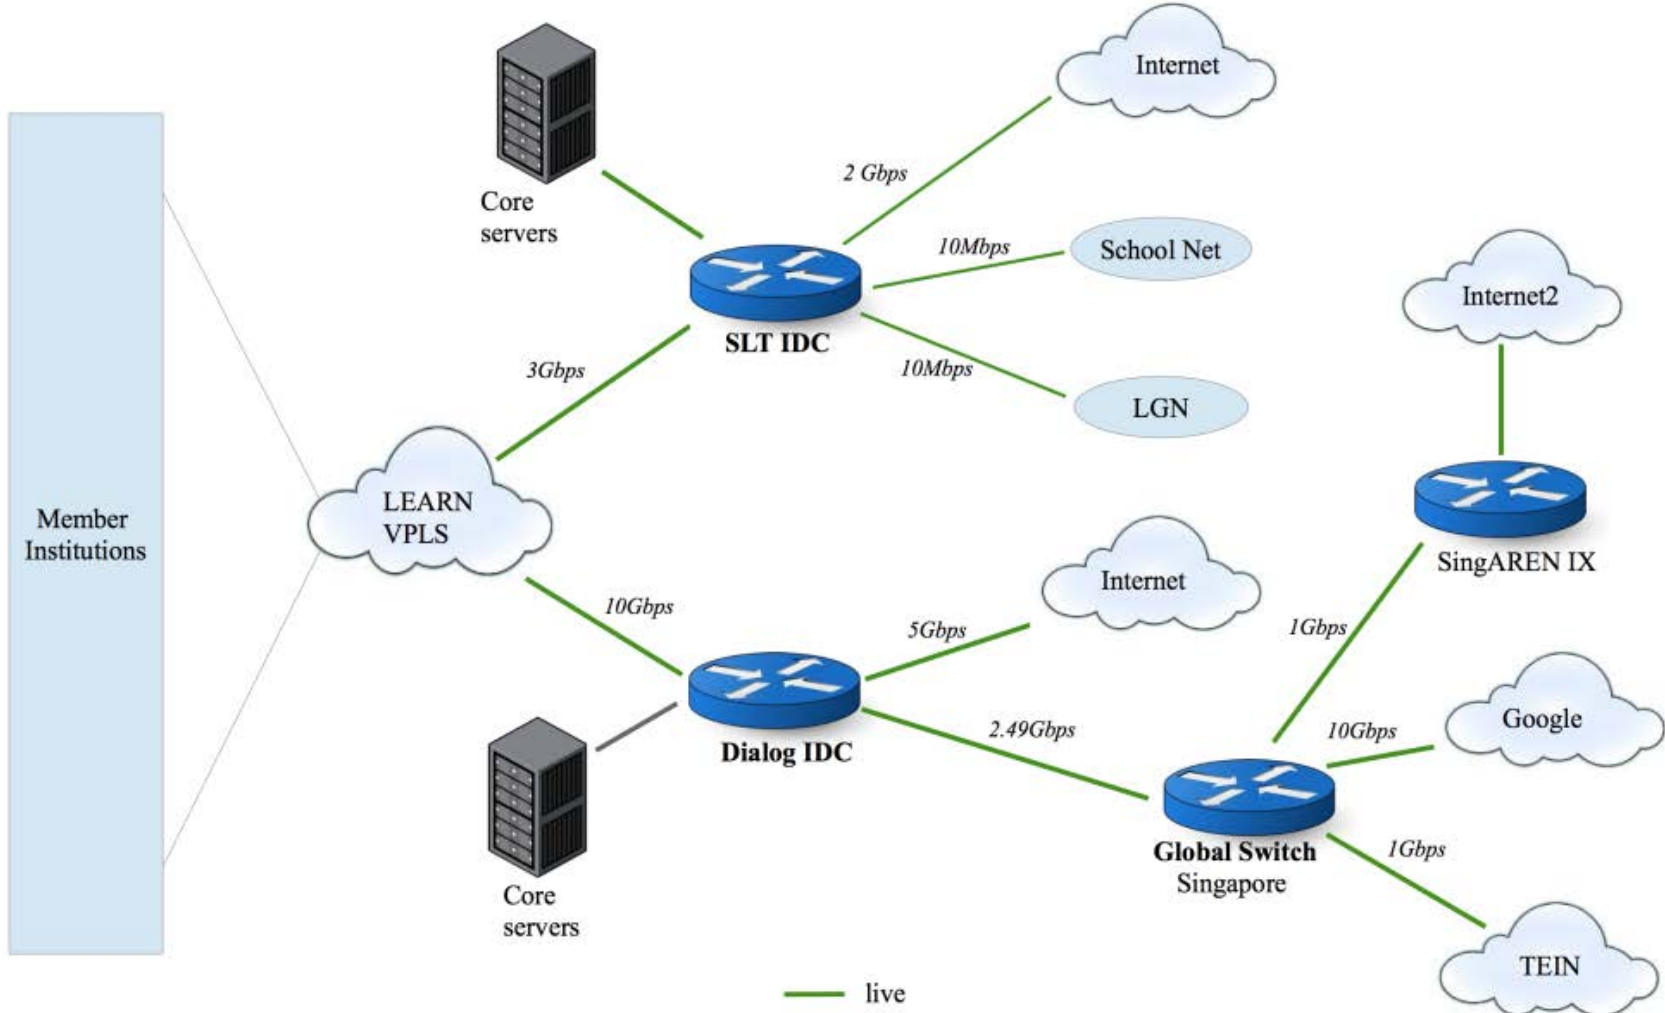 Internet
2 Gbps
Core
servers
10Mbps
School Net
Internet2
SLT IDC
3Gbps
10Mbps
LGN
LEARN
VPLS
Member
Institutions
SingAREN IX
Internet
10Gbps
5Gbps
1Gbps
2.49Gbps
10Gbps
Google
Dialog IDC
Global Switch
Singapore
1Gbps
Core
servers
TEIN
live